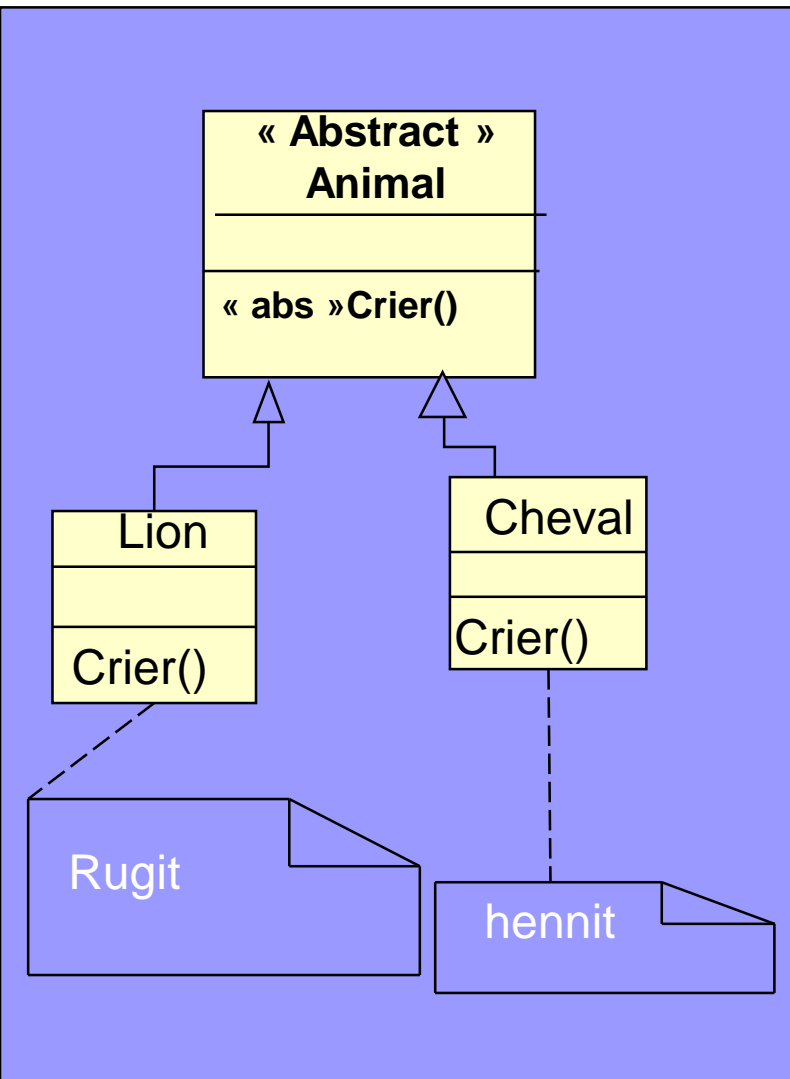 « Abstract »
Animal
« abs »Crier()
Lion
Crier()
Cheval
Crier()
Rugit
hennit